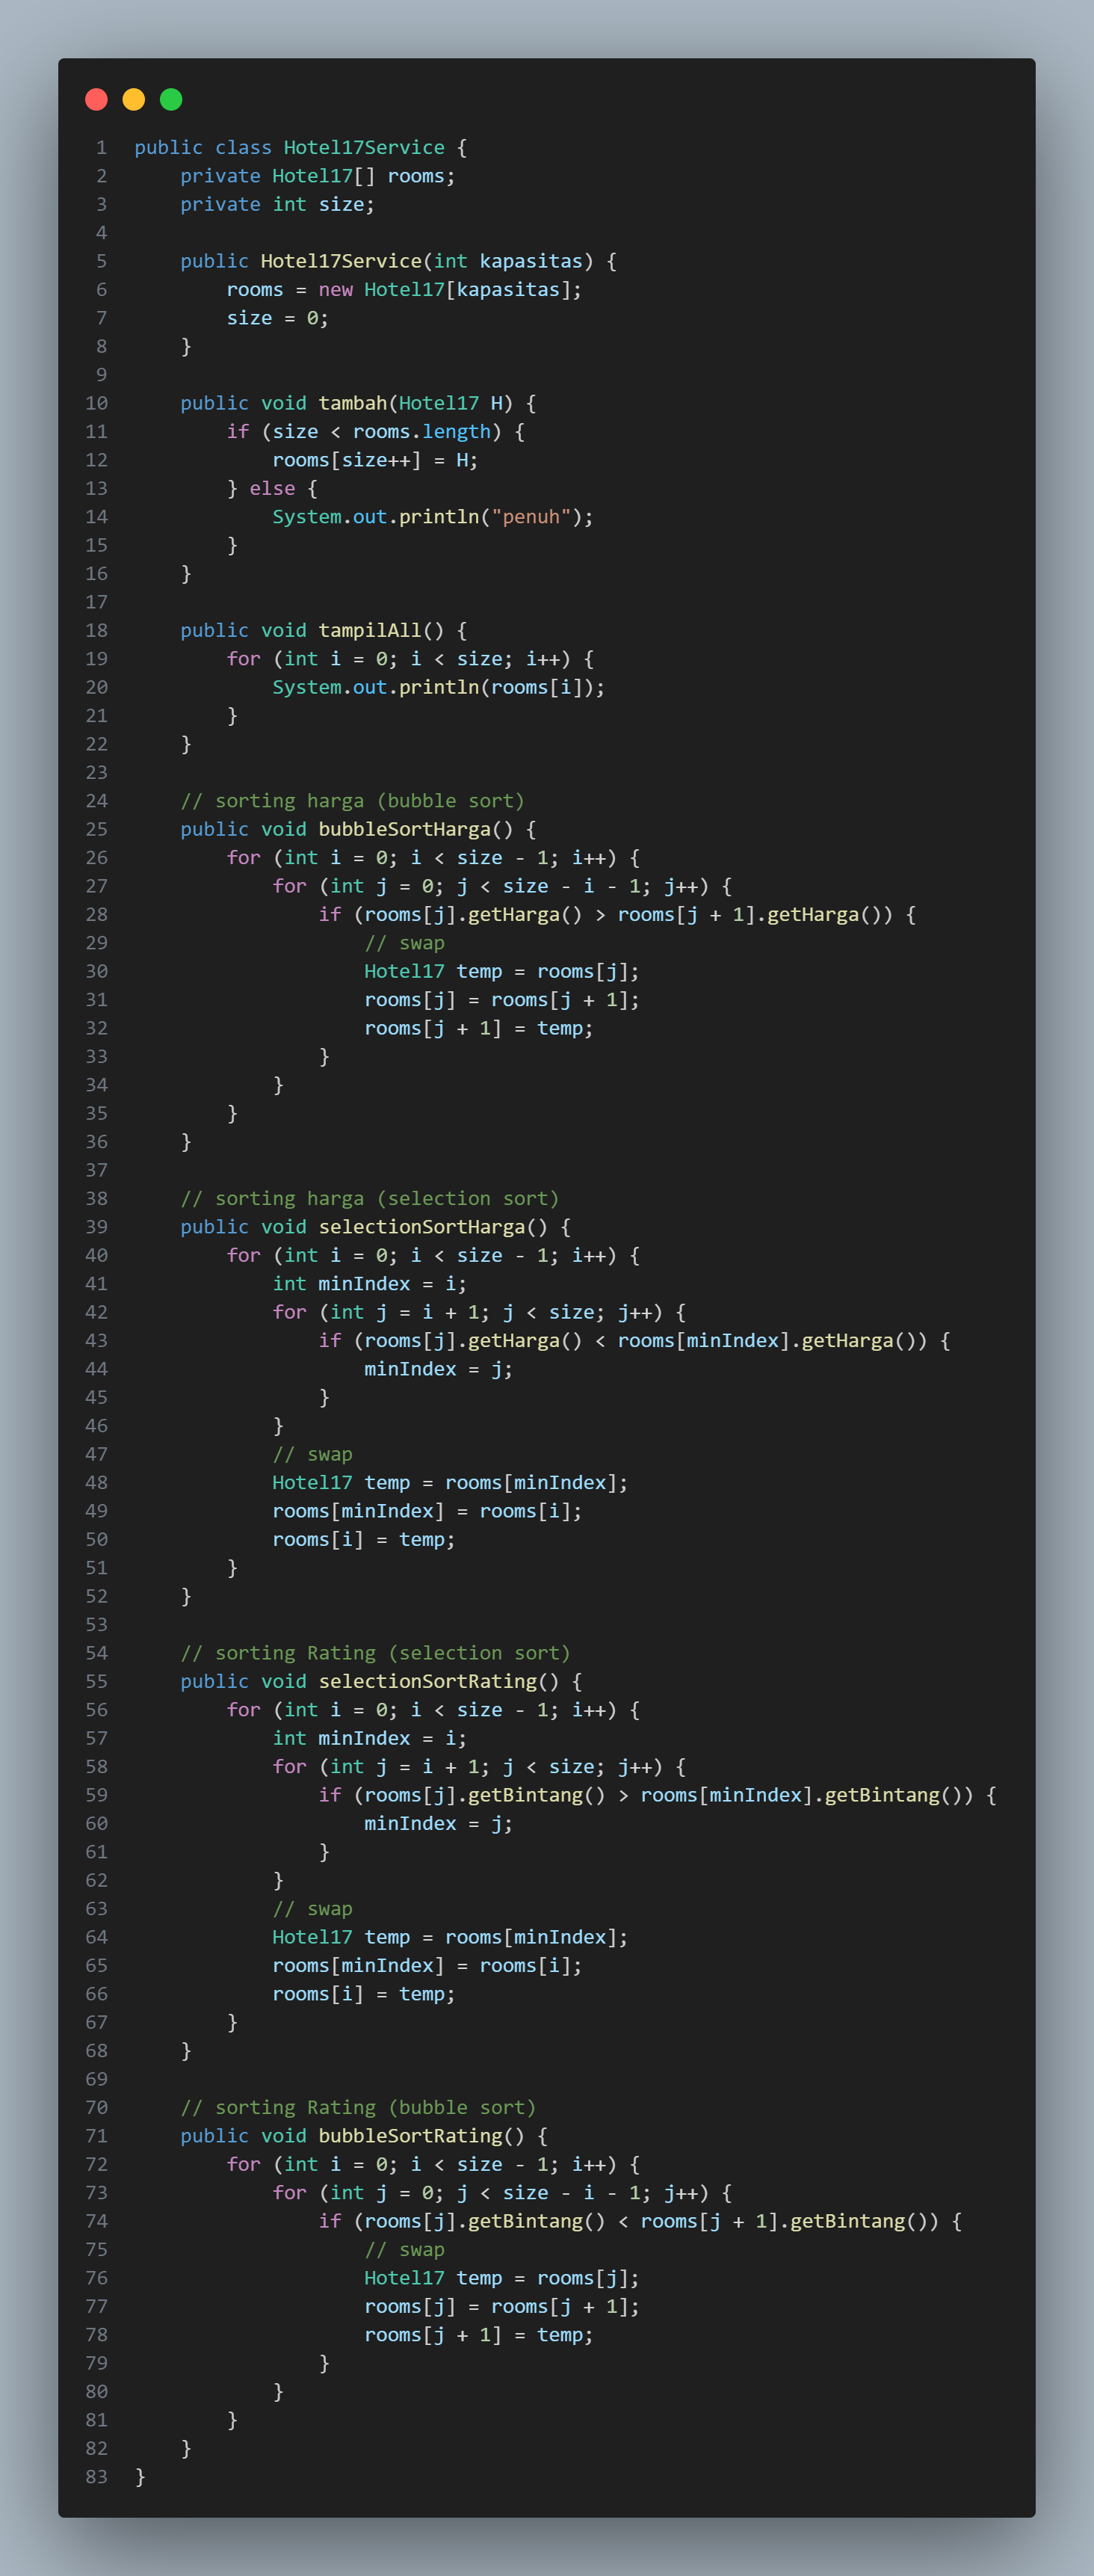 1 public class Hotel17Service {
2     private Hotel17[] rooms;
3     private int size;
4
5     public Hotel17Service(int kapasitas) {
6         rooms = new Hotel17[kapasitas];
7         size = 0;
8     }
9
10     public void tambah(Hotel17 H) {
11         if (size < rooms.length) {
12             rooms[size++] = H;
13         } else {
14             System.out.println("penuh");
15         }
16     }
17
18     public void tampilAll() {
19         for (int i = 0; i < size; i++) {
20             System.out.println(rooms[i]);
21         }
22     }
23
24     // sorting harga (bubble sort)
25     public void bubbleSortHarga() {
26         for (int i = 0; i < size - 1; i++) {
27             for (int j = 0; j < size - i - 1; j++) {
28                 if (rooms[j].getHarga() > rooms[j + 1].getHarga()) {
29                     // swap
30                     Hotel17 temp = rooms[j];
31                     rooms[j] = rooms[j + 1];
32                     rooms[j + 1] = temp;
33                 }
34             }
35         }
36     }
37
38     // sorting harga (selection sort)
39     public void selectionSortHarga() {
40         for (int i = 0; i < size - 1; i++) {
41             int minIndex = i;
42             for (int j = i + 1; j < size; j++) {
43                 if (rooms[j].getHarga() < rooms[minIndex].getHarga()) {
44                     minIndex = j;
45                 }
46             }
47             // swap
48             Hotel17 temp = rooms[minIndex];
49             rooms[minIndex] = rooms[i];
50             rooms[i] = temp;
51         }
52     }
53
54     // sorting Rating (selection sort)
55     public void selectionSortRating() {
56         for (int i = 0; i < size - 1; i++) {
57             int minIndex = i;
58             for (int j = i + 1; j < size; j++) {
59                 if (rooms[j].getBintang() > rooms[minIndex].getBintang()) {
60                     minIndex = j;
61                 }
62             }
63             // swap
64             Hotel17 temp = rooms[minIndex];
65             rooms[minIndex] = rooms[i];
66             rooms[i] = temp;
67         }
68     }
69
70     // sorting Rating (bubble sort)
71     public void bubbleSortRating() {
72         for (int i = 0; i < size - 1; i++) {
73             for (int j = 0; j < size - i - 1; j++) {
74                 if (rooms[j].getBintang() < rooms[j + 1].getBintang()) {
75                     // swap
76                     Hotel17 temp = rooms[j];
77                     rooms[j] = rooms[j + 1];
78                     rooms[j + 1] = temp;
79                 }
80             }
81         }
82     }
83 }